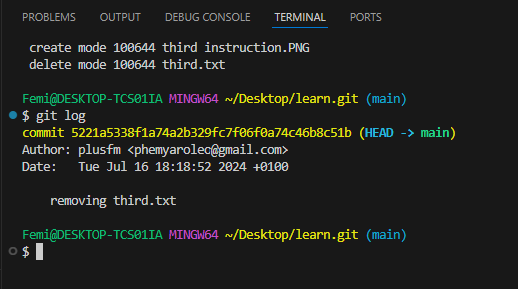 PROBLEMS OUTPUT DEBUG CONSOLE TERMINAL PORTS
create mode 100644 third instruction.PNG
delete mode 100644 third.txt
Femi@DESKTOP-TCS01IA MINGW64 ~/Desktop/learn.git (main)
$ git log
commit 5221a5338f1a74a2b329fc7f06f0a74c46b8c51b (HEAD -> main)
Author: plusfm <phemyaroleo@gmail.com>
Date: Tue Jul 16 18:18:52 2024 +0100
removing third.txt
Femi@DESKTOP-TCS01IA MINGW64 ~/Desktop/learn.git (main)
$